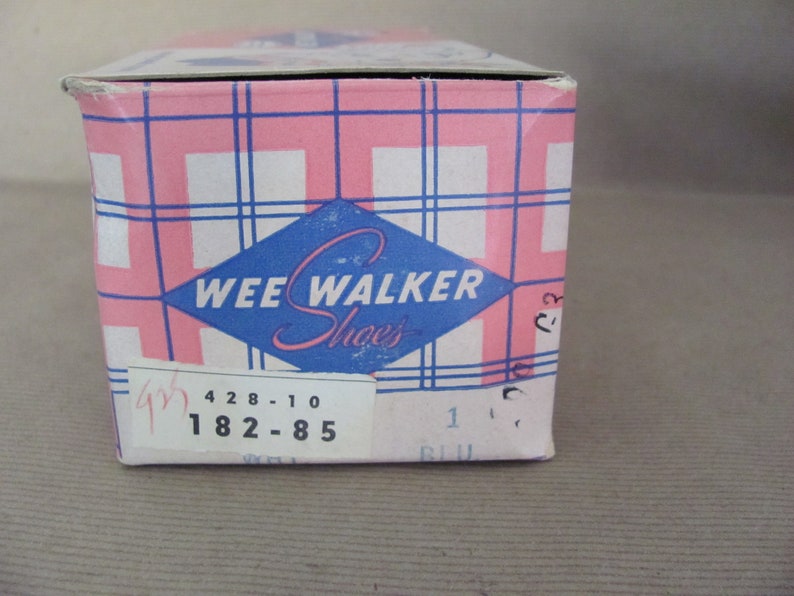 WEE WALKER
Shoes
428-10
182-85
1
BLU